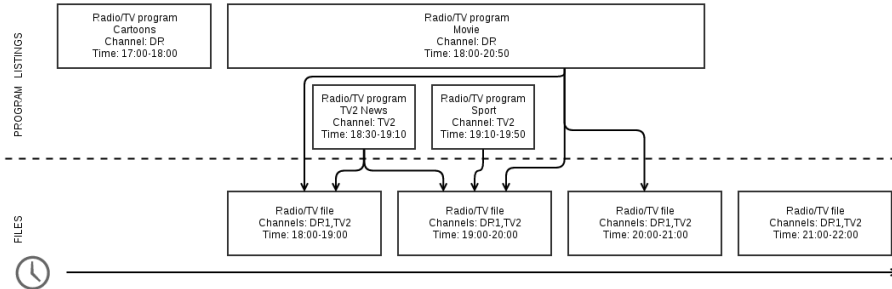 PROGRAM LISTINGS
Radio/TV program
Cartoons
Channel: DR
Time: 17:00-18:00
Radio/TV program
Movie
Channel: DR
Time: 18:00-20:50
Radio/TV program
TV2 News
Channel: TV2
Time: 18:30-19:10
Radio/TV program
Sport
Channel: TV2
Time: 19:10-19:50
FILES
Radio/TV file
Channels: DR1,TV2
Time: 18:00-19:00
Radio/TV file
Channels: DR1,TV2
Time: 19:00-20:00
Radio/TV file
Channels: DR1,TV2
Time: 20:00-21:00
Radio/TV file
Channels: DR1,TV2
Time: 21:00-22:00